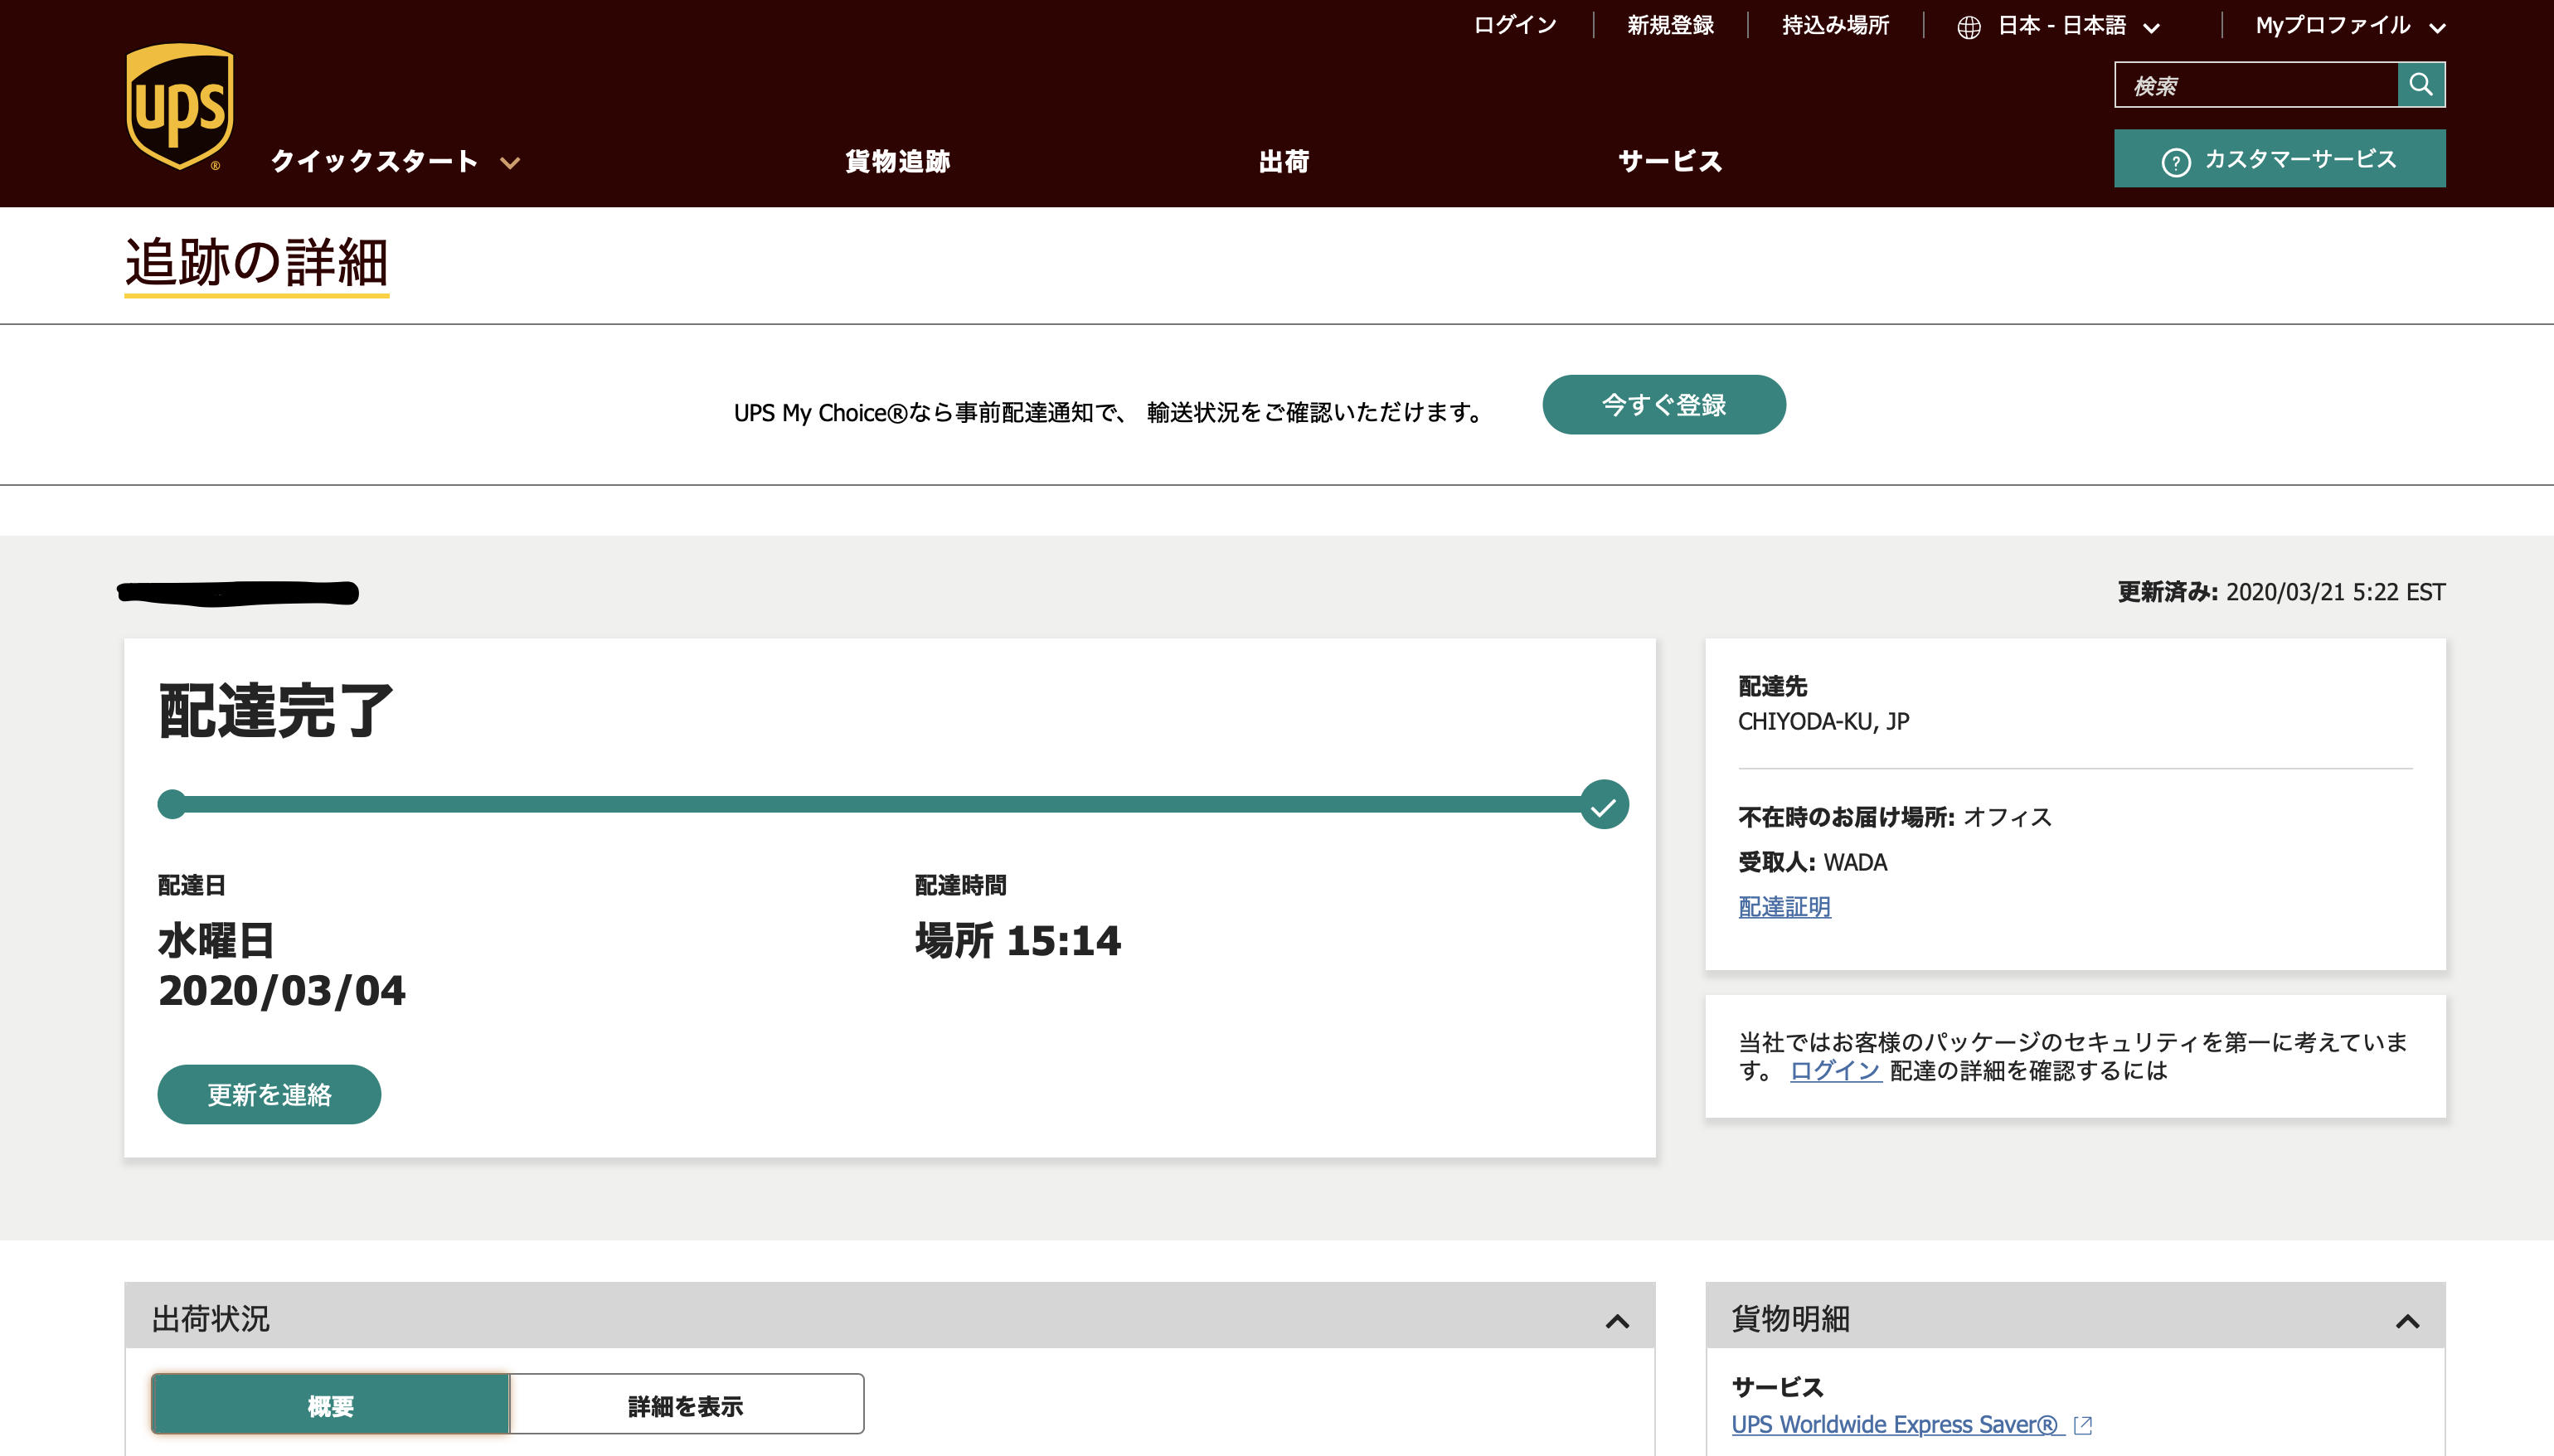 ログイン
新規登録
持込み場所
日本 - 日本語
Myプロファイル
検索
ups
®
クイックスタート
貨物追跡
出荷
サービス
カスタマーサービス
追跡の詳細
UPS My Choice®なら事前配達通知で、 輸送状況をご確認いただけます。
今すぐ登録
更新済み: 2020/03/21 5:22 EST
配達完了
配達日
水曜日
2020/03/04
配達時間
場所 15:14
更新を連絡
配達先
CHIYODA-KU, JP
不在時のお届け場所: オフィス
受取人: WADA
配達証明
当社ではお客様のパッケージのセキュリティを第一に考えていま
す。 ログイン 配達の詳細を確認するには
出荷状況
概要
詳細を表示
貨物明細
サービス
UPS Worldwide Express Saver®